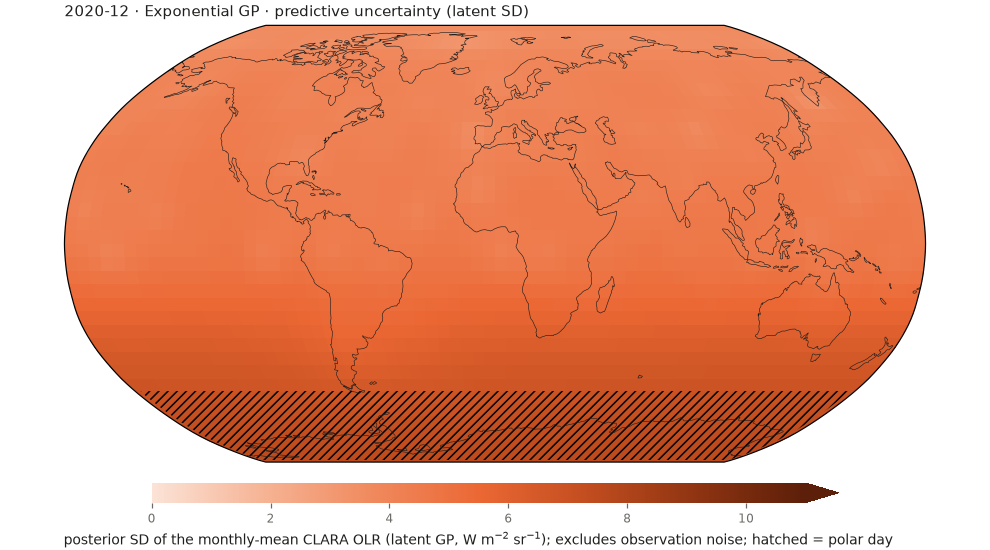 2020-12 · Exponential GP · predictive uncertainty (latent SD)
0 2 4 6 8 10
posterior SD of the monthly-mean CLARA OLR (latent GP, W m⁻² sr⁻¹); excludes observation noise; hatched = polar day